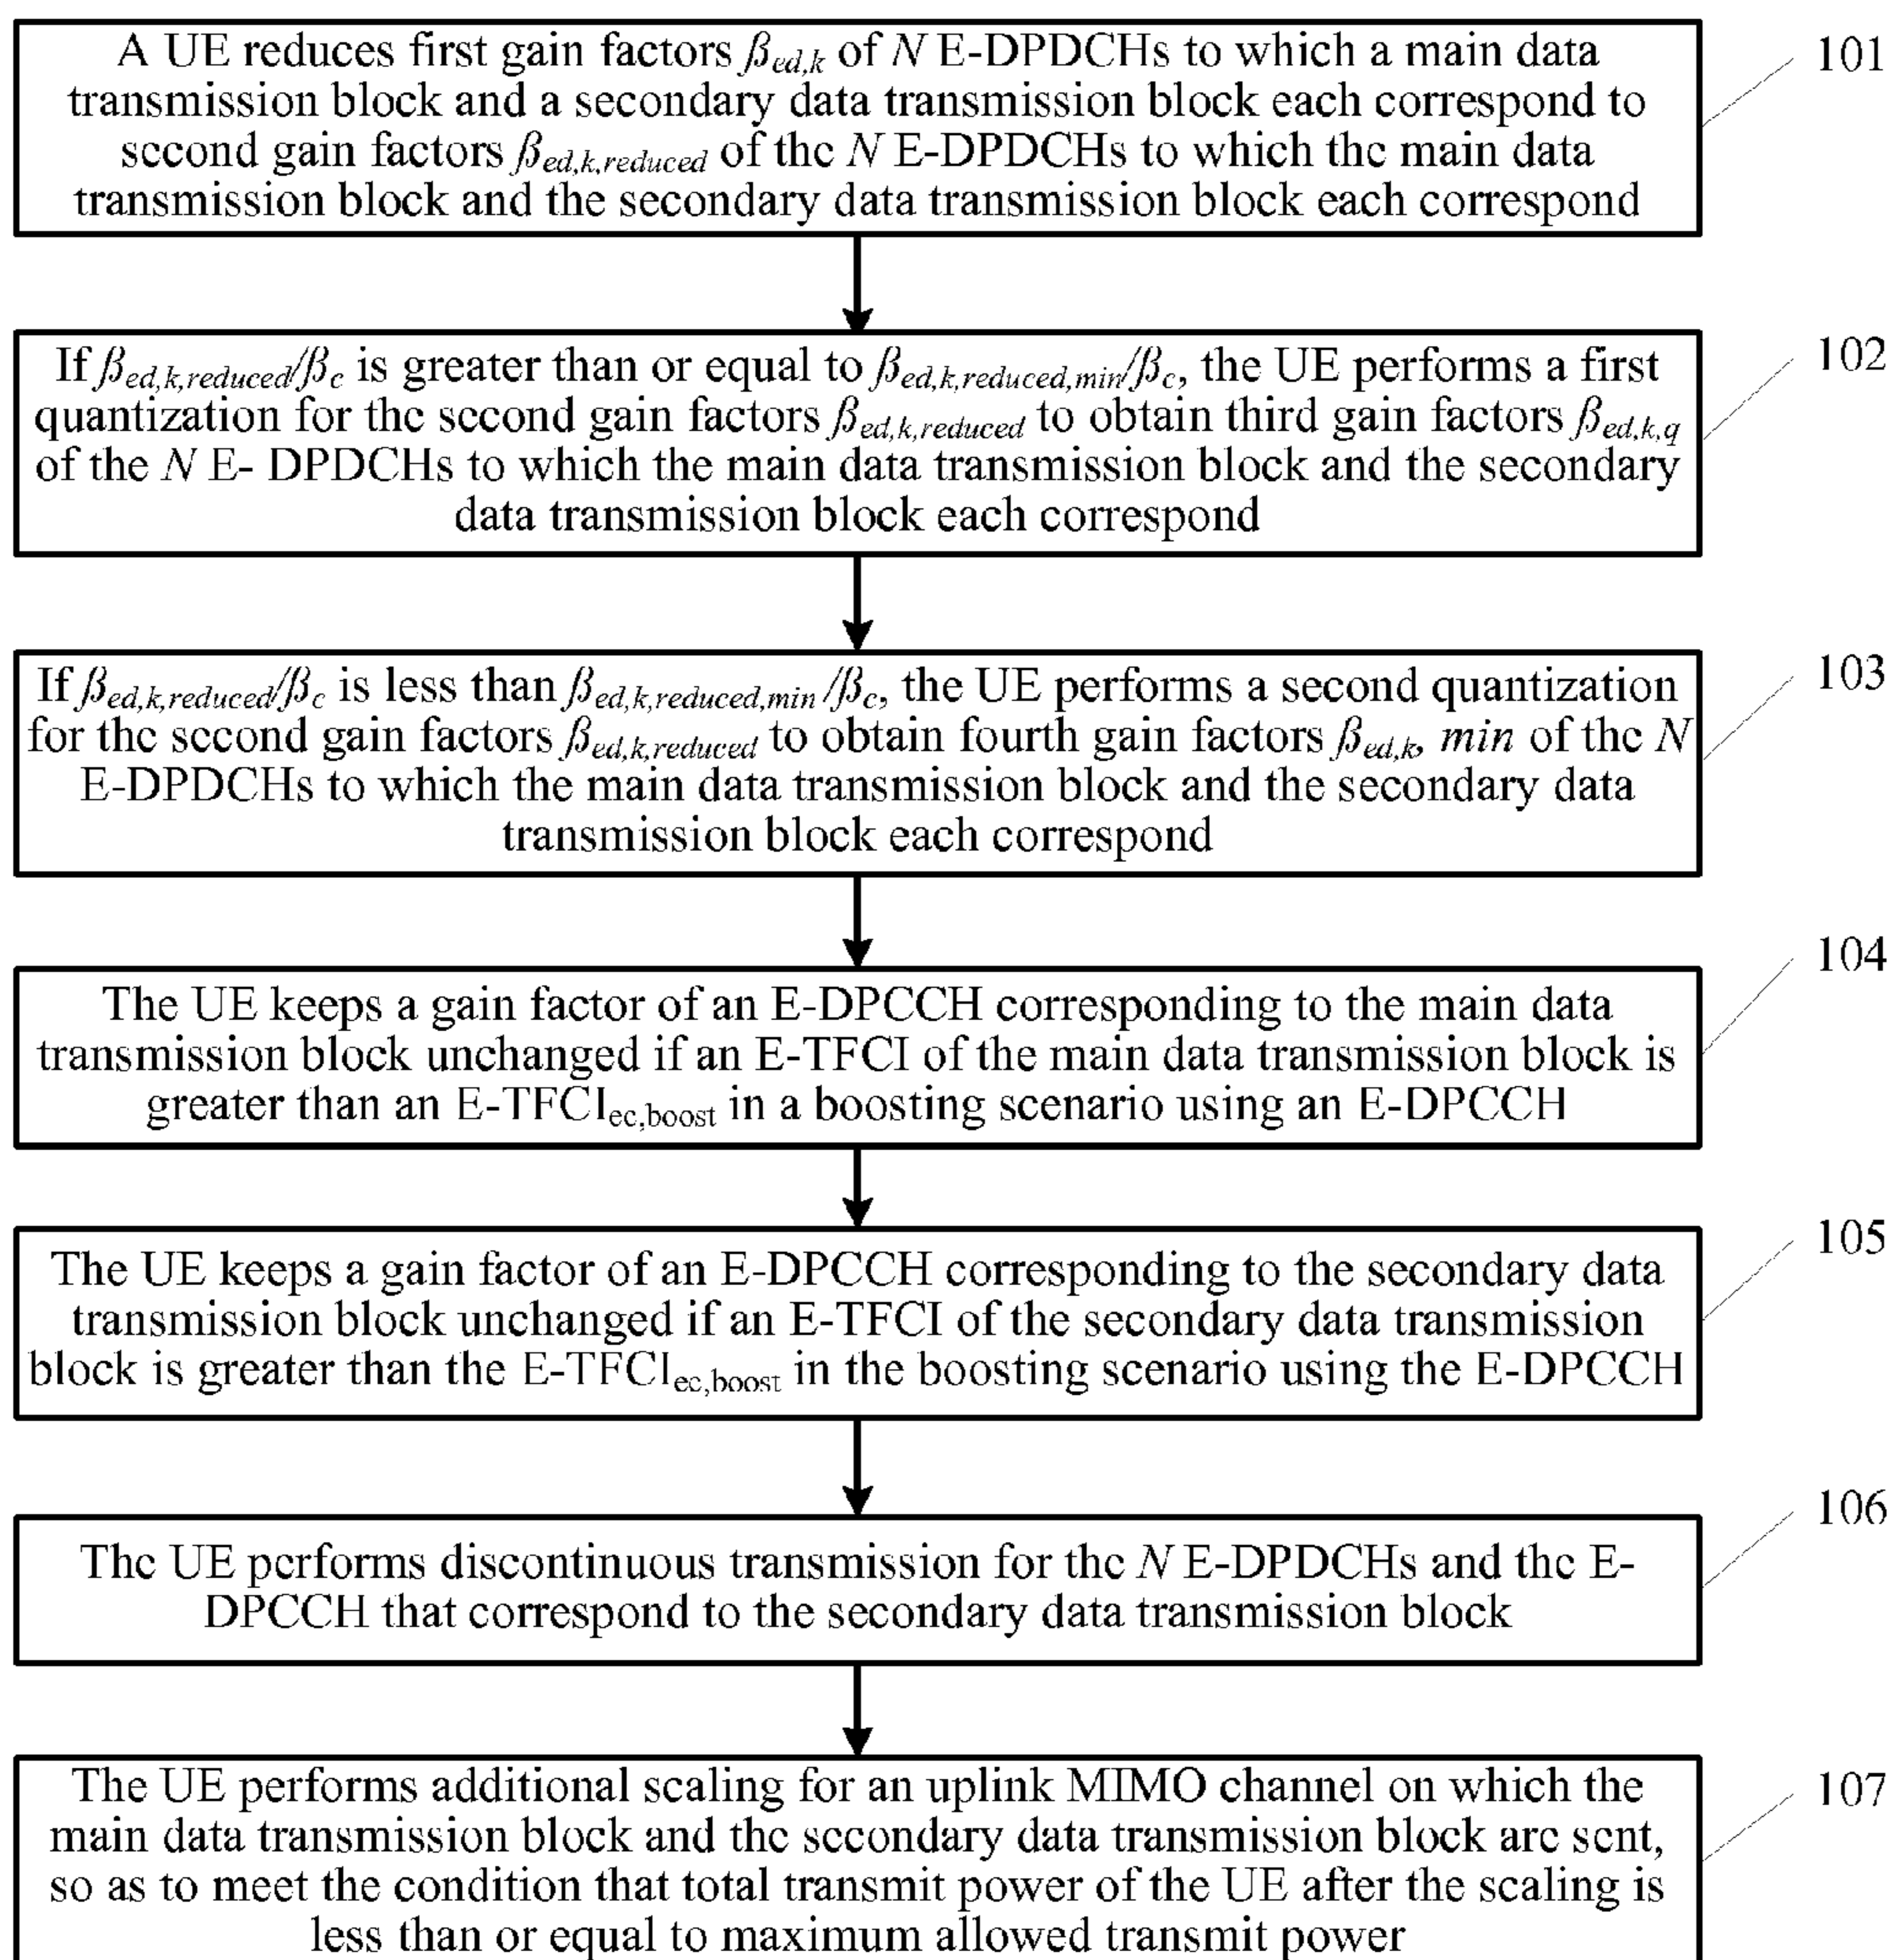 A UE reduces first gain factors βed,k of N E-DPDCHs to which a main data
transmission block and a secondary data transmission block each correspond to
second gain factors βed,k,reduced of the N E-DPDCHs to which the main data
transmission block and the secondary data transmission block each correspond
101
If βed,k,reduced/βc is greater than or equal to βed,k,reduced,min/βc, the UE performs a first
quantization for the second gain factors βed,k,reduced to obtain third gain factors βed,k,q
of the N E- DPDCHs to which the main data transmission block and the secondary
data transmission block each correspond
102
If βed,k,reduced/βc is less than βed,k,reduced,min /βc, the UE performs a second quantization
for the second gain factors βed,k,reduced to obtain fourth gain factors βed,k, min of the N
E-DPDCHs to which the main data transmission block and the secondary data
transmission block each correspond
103
The UE keeps a gain factor of an E-DPCCH corresponding to the main data
transmission block unchanged if an E-TFCI of the main data transmission block is
greater than an E-TFCIec,boost in a boosting scenario using an E-DPCCH
104
The UE keeps a gain factor of an E-DPCCH corresponding to the secondary data
transmission block unchanged if an E-TFCI of the secondary data transmission
block is greater than the E-TFCIec,boost in the boosting scenario using the E-DPCCH
105
The UE performs discontinuous transmission for the N E-DPDCHs and the E-
DPCCH that correspond to the secondary data transmission block
106
The UE performs additional scaling for an uplink MIMO channel on which the
main data transmission block and the secondary data transmission block are sent,
so as to meet the condition that total transmit power of the UE after the scaling is
less than or equal to maximum allowed transmit power
107